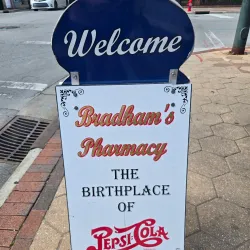 Welcome
"Bradham's
Pharmacy
THE
BIRTHPLACE
OF
PEPSI-COLA